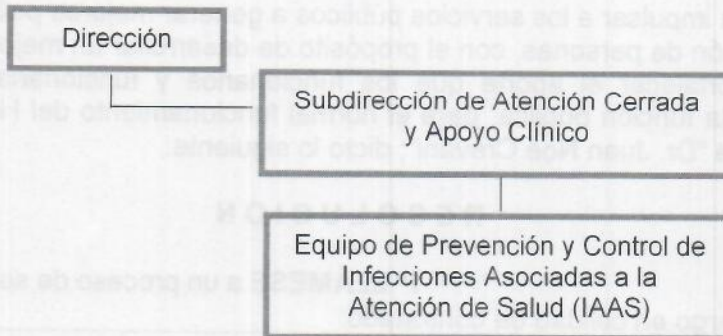 Dirección
Subdirección de Atención Cerrada
y Apoyo Clínico
Equipo de Prevención y Control de
Infecciones Asociadas a la
Atención de Salud (IAAS)